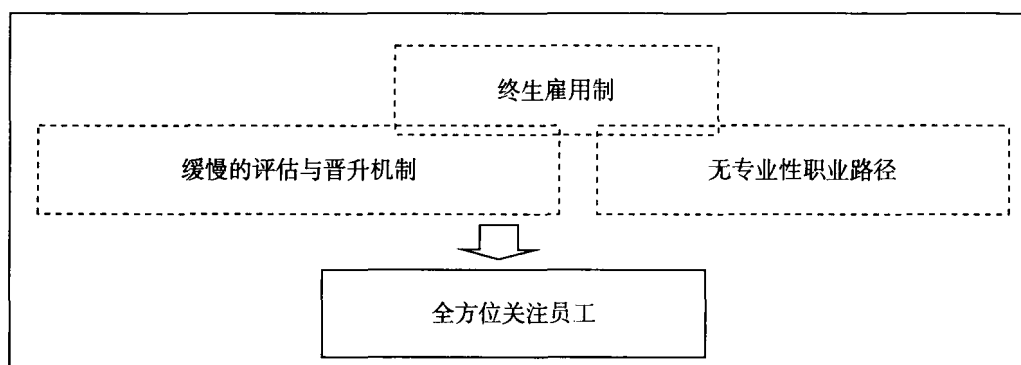 终生雇用制
缓慢的评估与晋升机制
无专业性职业路径
全方位关注员工